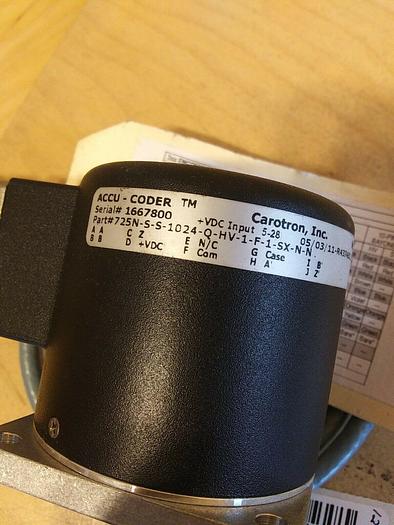 ACCU - CODER TM
Carotron, Inc.
Serial# 1667800
+VDC Input 5-28
Part#725N-S-S-1024-Q-HV-1-F-1-SX-N-N
A A C Z E N/C G Case I B'
B B D +VDC F Com H A' J Z'